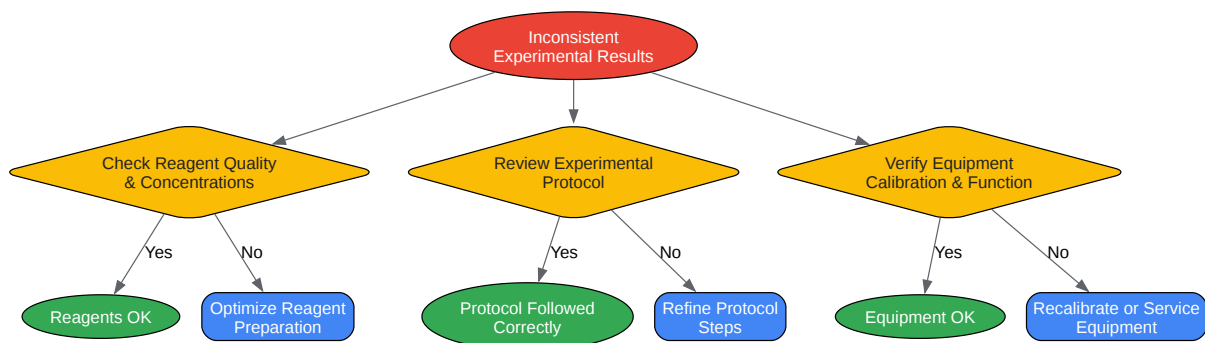 Inconsistent
Experimental Results
Check Reagent Quality
& Concentrations
Review Experimental
Protocol
Verify Equipment
Calibration & Function
Yes
No
Yes
No
Yes
No
Reagents OK
Optimize Reagent
Preparation
Protocol Followed
Correctly
Refine Protocol
Steps
Equipment OK
Recalibrate or Service
Equipment